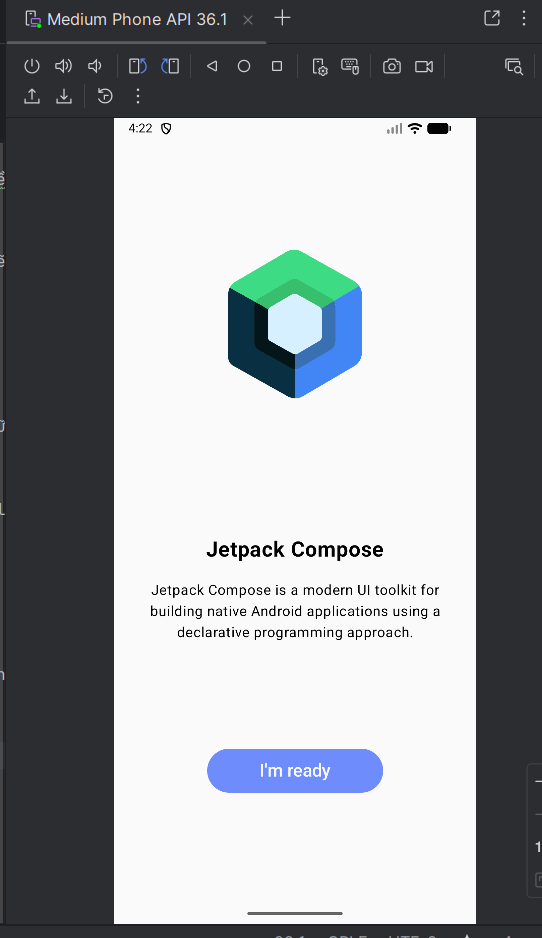 Medium Phone API 36.1
4:22
Jetpack Compose
Jetpack Compose is a modern UI toolkit for
building native Android applications using a
declarative programming approach.
I'm ready